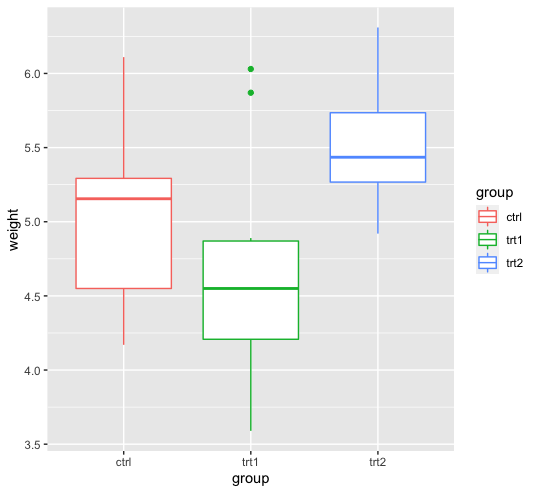 6.0
5.5
5.0
4.5
4.0
3.5
weight
ctrl
trt1
trt2
group
group
ctrl
trt1
trt2